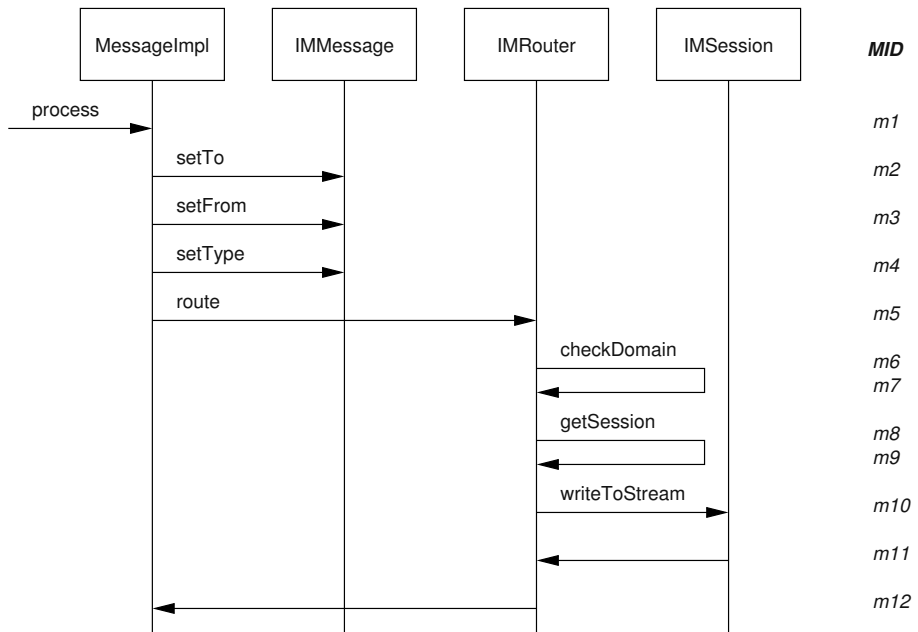 MessageImpl IMMessage IMRouter IMSession MID
process m1
setTo m2
setFrom m3
setType m4
route m5
checkDomain m6
m7
getSession m8
m9
writeToStream m10
m11
m12